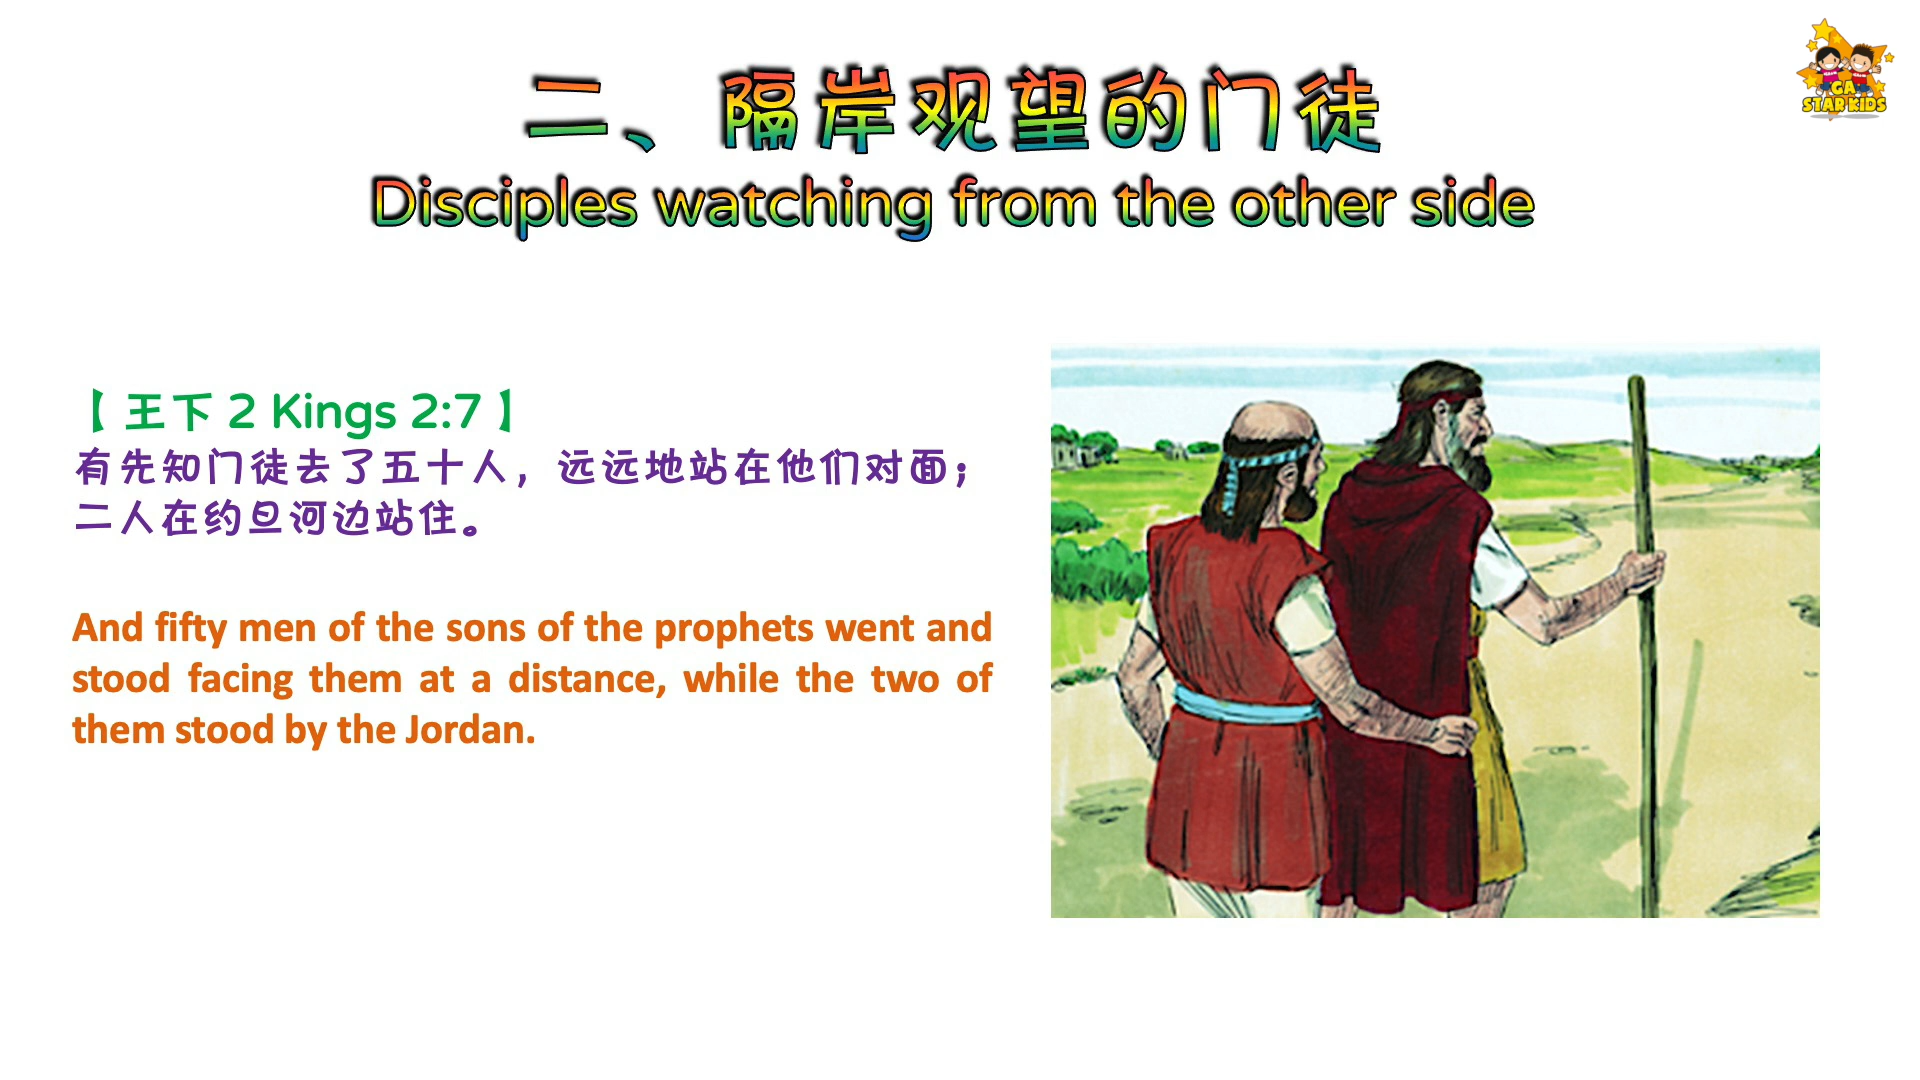 二、隔岸观望的门徒
Disciples watching from the other side
GA
STAR KIDS
【 王下 2 Kings 2:7 】
有先知门徒去了五十人，远远地站在他们对面；
二人在约旦河边站住。
And fifty men of the sons of the prophets went and
stood facing them at a distance, while the two of
them stood by the Jordan.